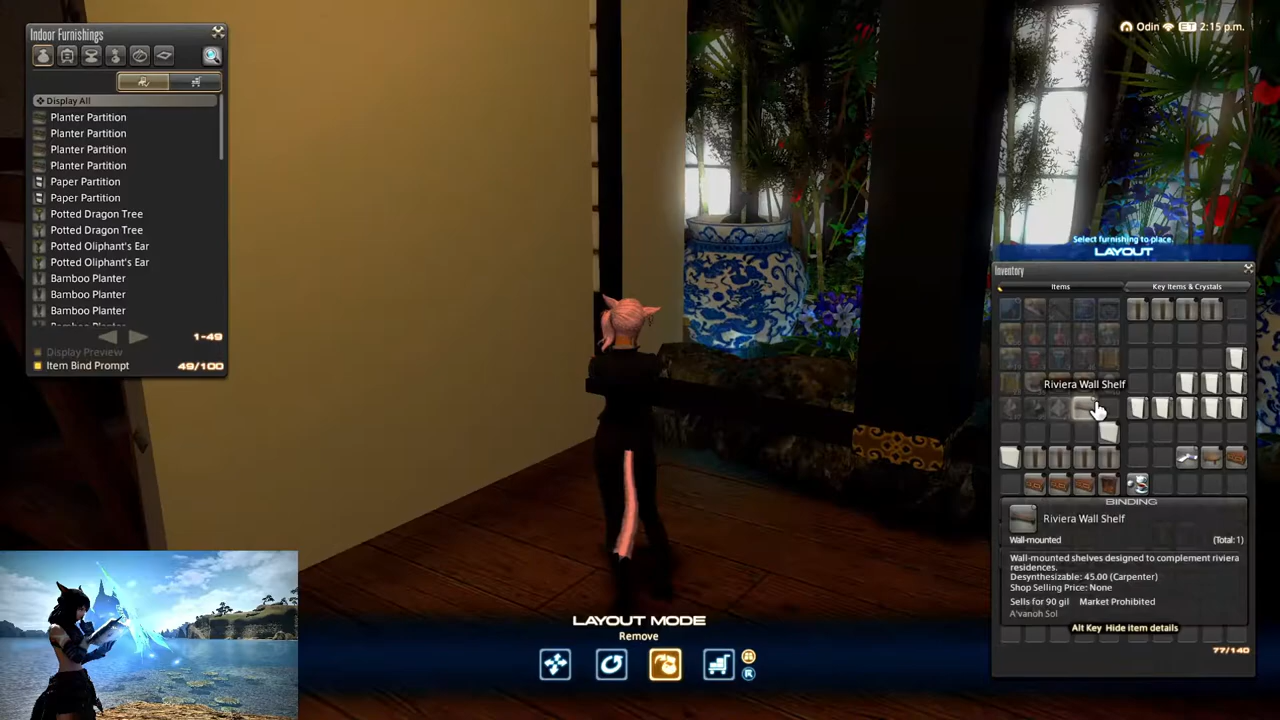 Indoor Furnishings
Display All
Planter Partition
Planter Partition
Planter Partition
Planter Partition
Paper Partition
Paper Partition
Potted Dragon Tree
Potted Dragon Tree
Potted Oliphant's Ear
Potted Oliphant's Ear
Bamboo Planter
Bamboo Planter
Bamboo Planter
1-49
Display Preview
Item Bind Prompt 49/100
Odin ET 2:15 p.m.
Select furnishing to place.
LAYOUT
Inventory
Items Key Items & Crystals
Riviera Wall Shelf
BINDING
Riviera Wall Shelf
Wall-mounted (Total: 1)
Wall-mounted shelves designed to complement riviera
residences.
Desynthesizable: 45.00 (Carpenter)
Shop Selling Price: None
Sells for 90 gil Market Prohibited
A'vanoh Sol
Alt Key Hide item details
77/140
LAYOUT MODE
Remove
R